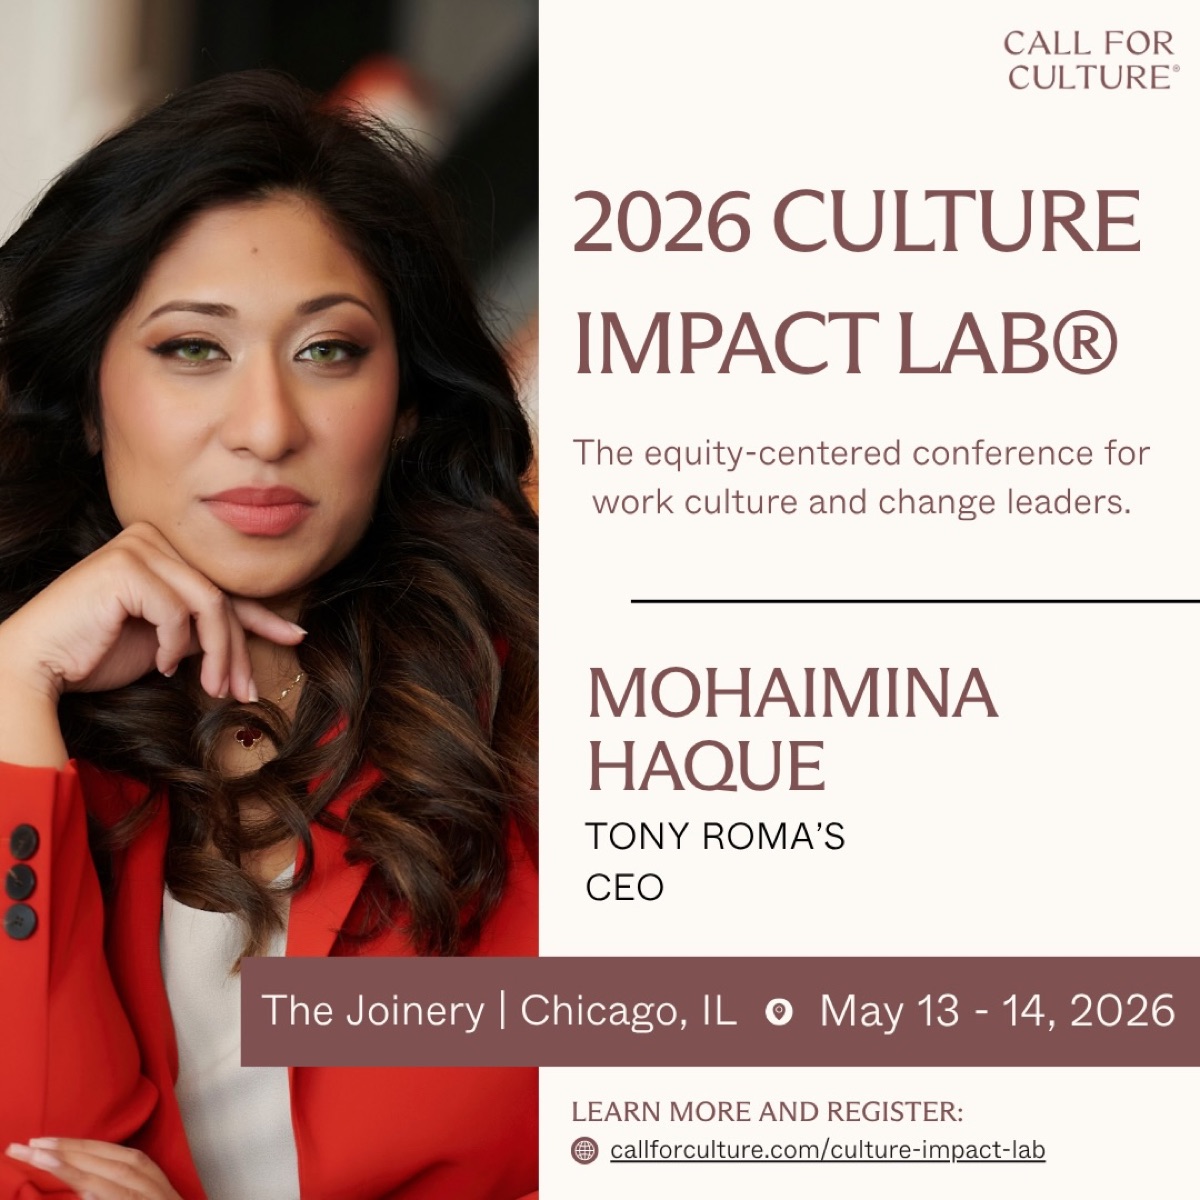 CALL FOR
CULTURE®
2026 CULTURE
IMPACT LAB®
The equity-centered conference for
work culture and change leaders.
MOHAIMINA
HAQUE
TONY ROMA’S
CEO
The Joinery | Chicago, IL May 13 - 14, 2026
LEARN MORE AND REGISTER:
callforculture.com/culture-impact-lab